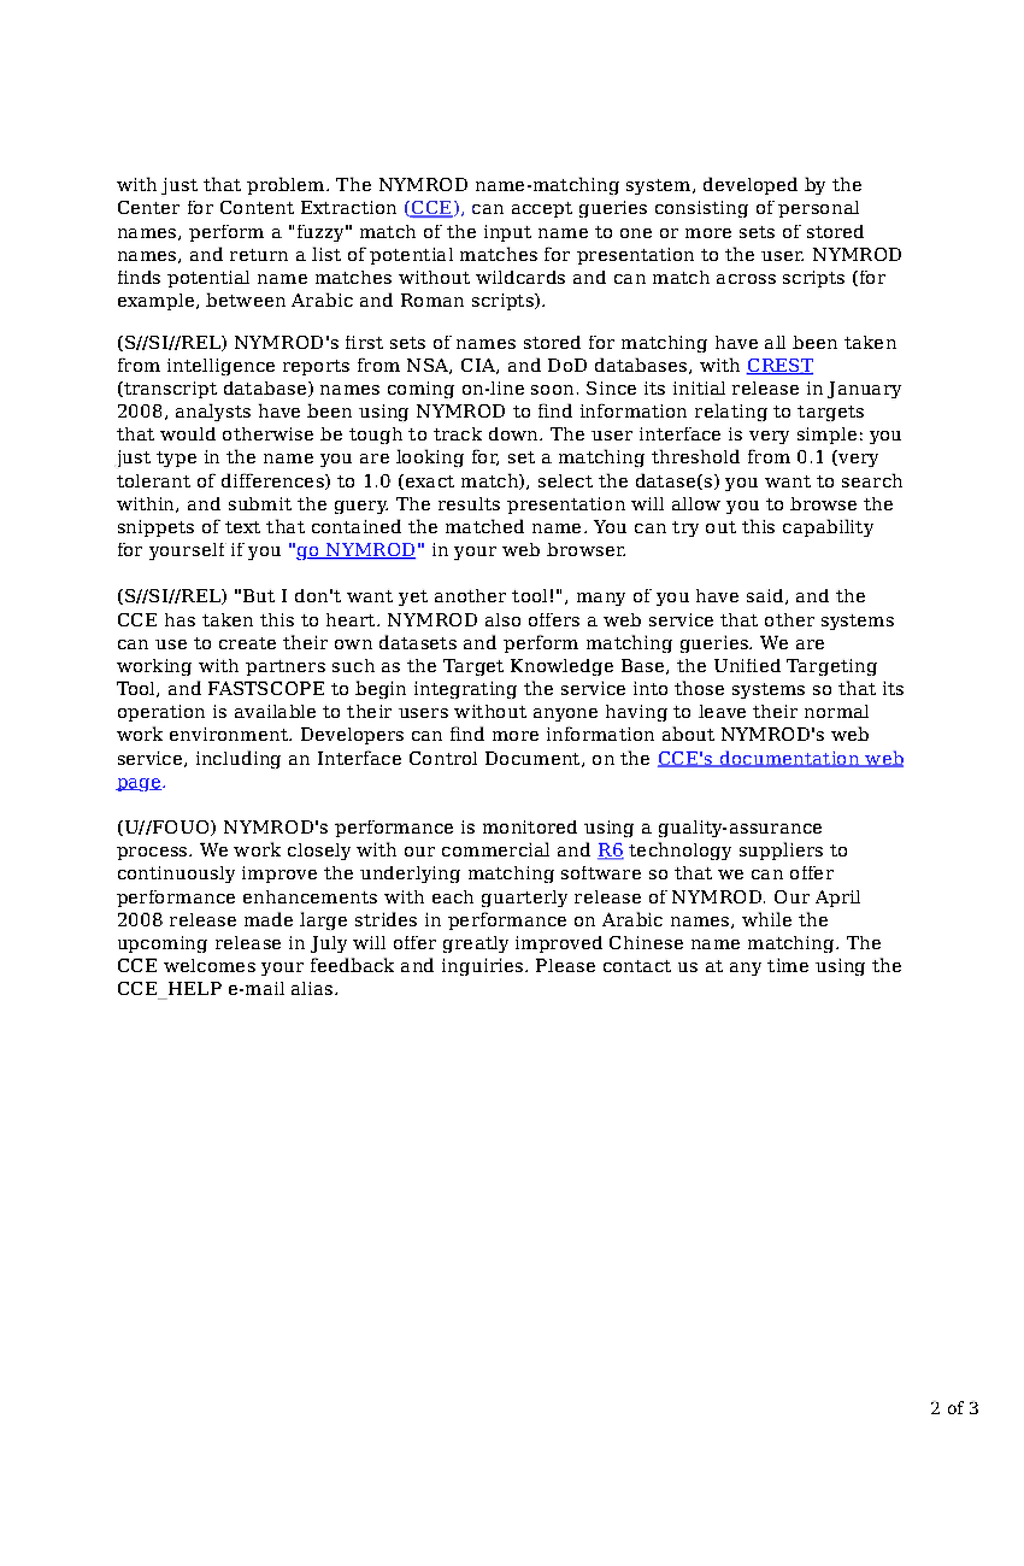 with just that problem. The NYMROD name-matching system, developed by the
Center for Content Extraction (CCE), can accept queries consisting of personal
names, perform a "fuzzy" match of the input name to one or more sets of stored
names, and return a list of potential matches for presentation to the user. NYMROD
finds potential name matches without wildcards and can match across scripts (for
example, between Arabic and Roman scripts).
(S//SI//REL) NYMROD's first sets of names stored for matching have all been taken
from intelligence reports from NSA, CIA, and DoD databases, with CREST
(transcript database) names coming on-line soon. Since its initial release in January
2008, analysts have been using NYMROD to find information relating to targets
that would otherwise be tough to track down. The user interface is very simple: you
just type in the name you are looking for, set a matching threshold from 0.1 (very
tolerant of differences) to 1.0 (exact match), select the datase(s) you want to search
within, and submit the query. The results presentation will allow you to browse the
snippets of text that contained the matched name. You can try out this capability
for yourself if you "go NYMROD" in your web browser.
(S//SI//REL) "But I don't want yet another tool!", many of you have said, and the
CCE has taken this to heart. NYMROD also offers a web service that other systems
can use to create their own datasets and perform matching queries. We are
working with partners such as the Target Knowledge Base, the Unified Targeting
Tool, and FASTSCOPE to begin integrating the service into those systems so that its
operation is available to their users without anyone having to leave their normal
work environment. Developers can find more information about NYMROD's web
service, including an Interface Control Document, on the CCE's documentation web
page.
(U//FOUO) NYMROD's performance is monitored using a quality-assurance
process. We work closely with our commercial and R6 technology suppliers to
continuously improve the underlying matching software so that we can offer
performance enhancements with each quarterly release of NYMROD. Our April
2008 release made large strides in performance on Arabic names, while the
upcoming release in July will offer greatly improved Chinese name matching. The
CCE welcomes your feedback and inquiries. Please contact us at any time using the
CCE_HELP e-mail alias.
2 of 3